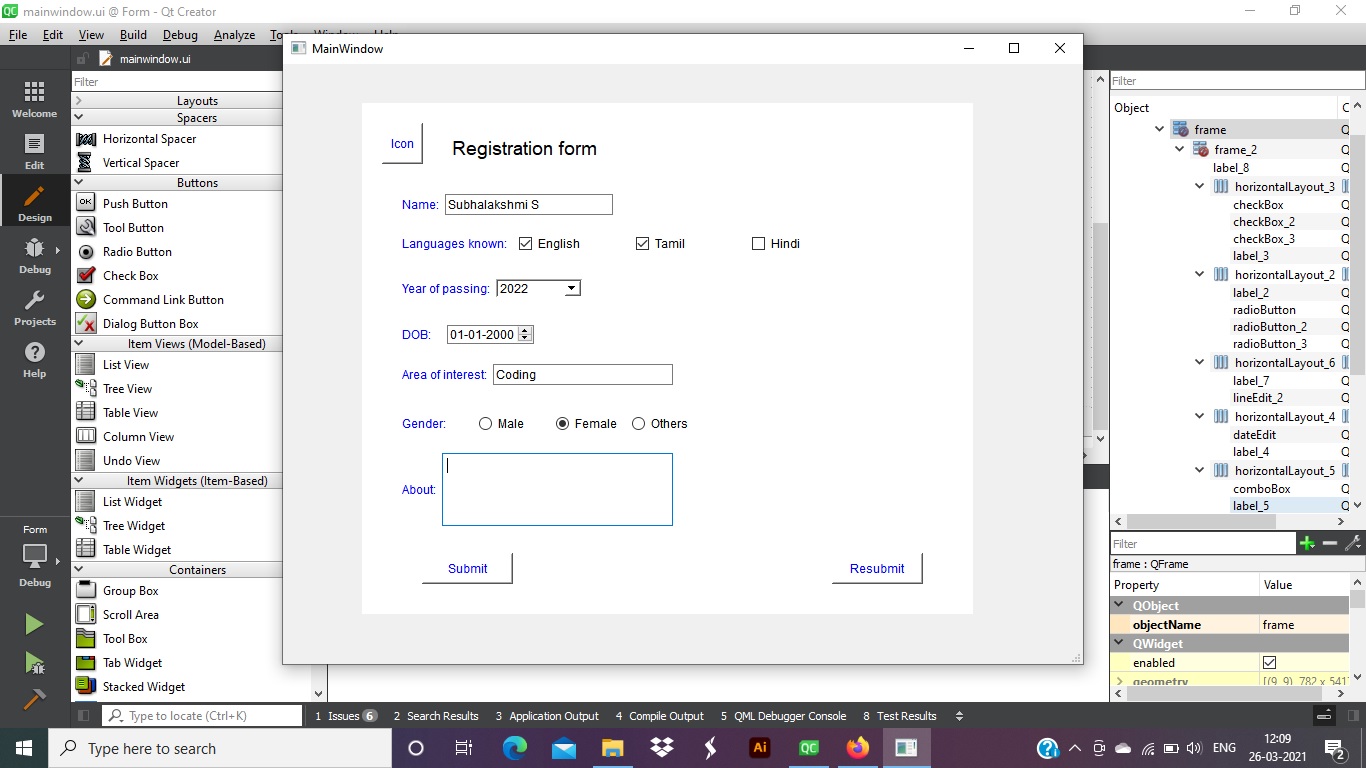 mainwindow.ui @ Form - Qt Creator
File Edit View Build Debug Analyze
mainwindow.ui
MainWindow
Filter
Layouts
Spacers
Horizontal Spacer
Vertical Spacer
Buttons
Push Button
Tool Button
Radio Button
Check Box
Command Link Button
Dialog Button Box
Item Views (Model-Based)
List View
Tree View
Table View
Column View
Undo View
Item Widgets (Item-Based)
List Widget
Tree Widget
Table Widget
Containers
Group Box
Scroll Area
Tool Box
Tab Widget
Stacked Widget
Welcome
Edit
Design
Debug
Projects
Help
Form
Debug
Icon Registration form
Name: Subhalakshmi S
Languages known: English Tamil Hindi
Year of passing: 2022
DOB: 01-01-2000
Area of interest: Coding
Gender: Male Female Others
About:
Submit Resubmit
Filter
Object
frame
frame_2
label_8
horizontalLayout_3
checkBox
checkBox_2
checkBox_3
label_3
horizontalLayout_2
label_2
radioButton
radioButton_2
radioButton_3
horizontalLayout_6
label_7
lineEdit_2
horizontalLayout_4
dateEdit
label_4
horizontalLayout_5
comboBox
label_5
Filter
frame : QFrame
Property Value
QObject
objectName frame
QWidget
enabled
geometry [(9, 9), 782 x 541]
Type to locate (Ctrl+K) 1 Issues 6 2 Search Results 3 Application Output 4 Compile Output 5 QML Debugger Console 8 Test Results
Type here to search
Ai
QC
ENG
12:09
26-03-2021
2